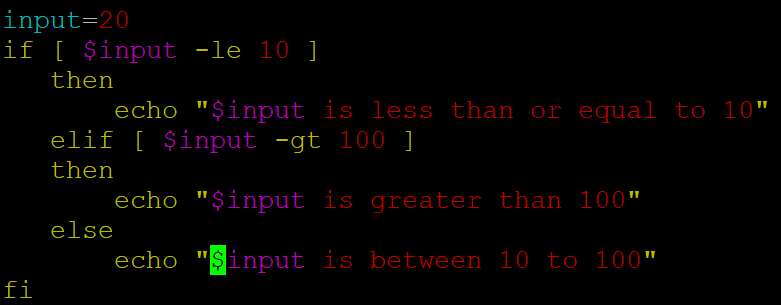 input=20
if [ $input -le 10 ]
then
echo "$input is less than or equal to 10"
elif [ $input -gt 100 ]
then
echo "$input is greater than 100"
else
echo "$input is between 10 to 100"
fi